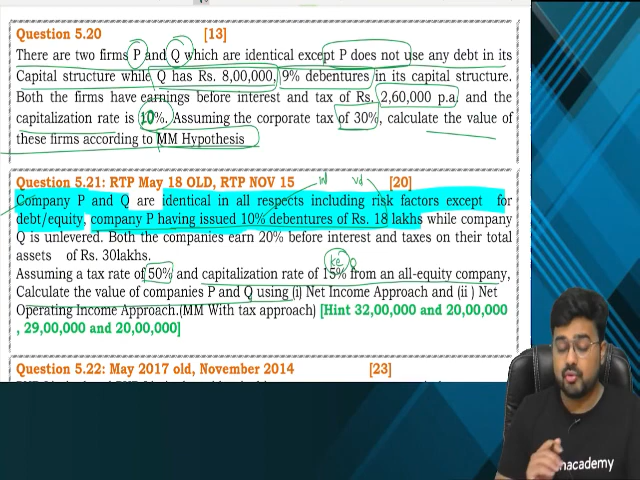 Question 5.20 [13]
There are two firms P and Q which are identical except P does not use any debt in its
Capital structure while Q has Rs. 8,00,000, 9% debentures in its capital structure.
Both the firms have earnings before interest and tax of Rs. 2,60,000 p.a. and the
capitalization rate is 10%. Assuming the corporate tax of 30%, calculate the value of
these firms according to MM Hypothesis
Question 5.21: RTP May 18 OLD, RTP NOV 15 [20]
Company P and Q are identical in all respects including risk factors except for
debt/equity, company P having issued 10% debentures of Rs. 18 lakhs while company
Q is unlevered. Both the companies earn 20% before interest and taxes on their total
assets of Rs. 30lakhs.
Ke
Assuming a tax rate of 50% and capitalization rate of 15% from an all-equity company,
Calculate the value of companies P and Q using (i) Net Income Approach and (ii ) Net
Operating Income Approach.(MM With tax approach) [Hint 32,00,000 and 20,00,000
, 29,00,000 and 20,00,000]
Question 5.22: May 2017 old, November 2014 [23]